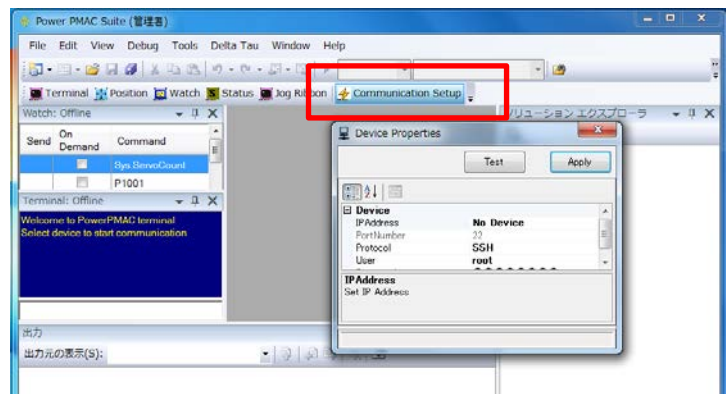 Power PMAC Suite (管理者)
File Edit View Debug Tools Delta Tau Window Help
Terminal Position Watch Status Jog Ribbon Communication Setup
Watch: Offline
ソリューション エクスプローラ
Send On Demand Command
Sys.ServoCount
P1001
Terminal: Offline
Welcome to PowerPMAC terminal
Select device to start communication
Device Properties
Test Apply
Device
IPAddress No Device
PortNumber 22
Protocol SSH
User root
IPAddress
Set IP Address
出力
出力元の表示(S):